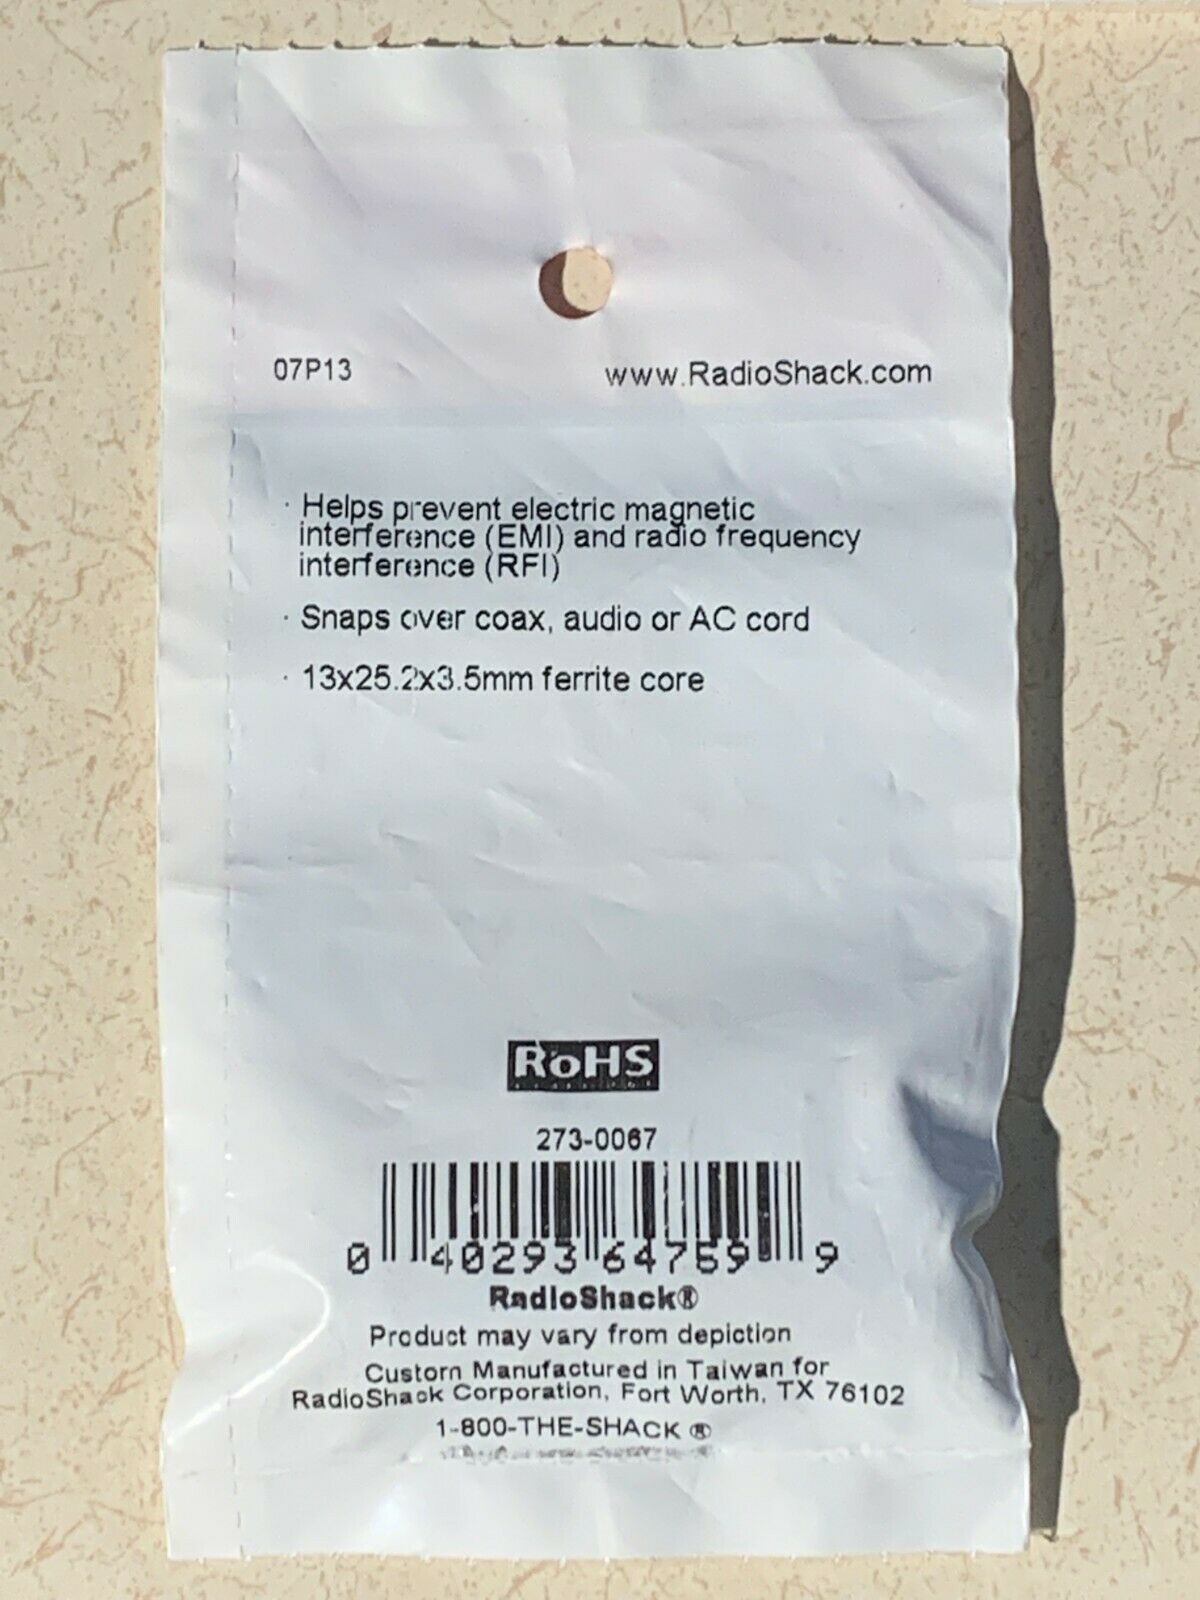 07P13
www.RadioShack.com
· Helps prevent electric magnetic
interference (EMI) and radio frequency
interference (RFI)
· Snaps over coax, audio or AC cord
· 13x25.2x3.5mm ferrite core
RoHS
273-0067
0 40293 64769 9
RadioShack®
Product may vary from depiction
Custom Manufactured in Taiwan for
RadioShack Corporation, Fort Worth, TX 76102
1-800-THE-SHACK ®